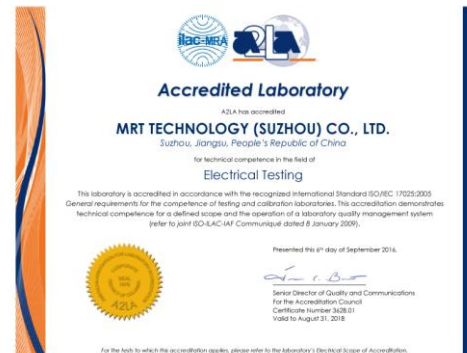 ilac-MRA
A2LA
Accredited Laboratory
A2LA has accredited
MRT TECHNOLOGY (SUZHOU) CO., LTD.
Suzhou, Jiangsu, People's Republic of China
for technical competence in the field of
Electrical Testing
This laboratory is accredited in accordance with the recognized International Standard ISO/IEC 17025:2005
General requirements for the competence of testing and calibration laboratories. This accreditation demonstrates
technical competence for a defined scope and the operation of a laboratory quality management system
(refer to joint ISO-ILAC-IAF Communiqué dated 8 January 2009).
Presented this 6th day of September 2016.
Senior Director of Quality and Communications
For the Accreditation Council
Certificate Number 3628.01
Valid to August 31, 2018
CORPORATE
SEAL
1978
A2LA
For the tests to which this accreditation applies, please refer to the laboratory's Electrical Scope of Accreditation.